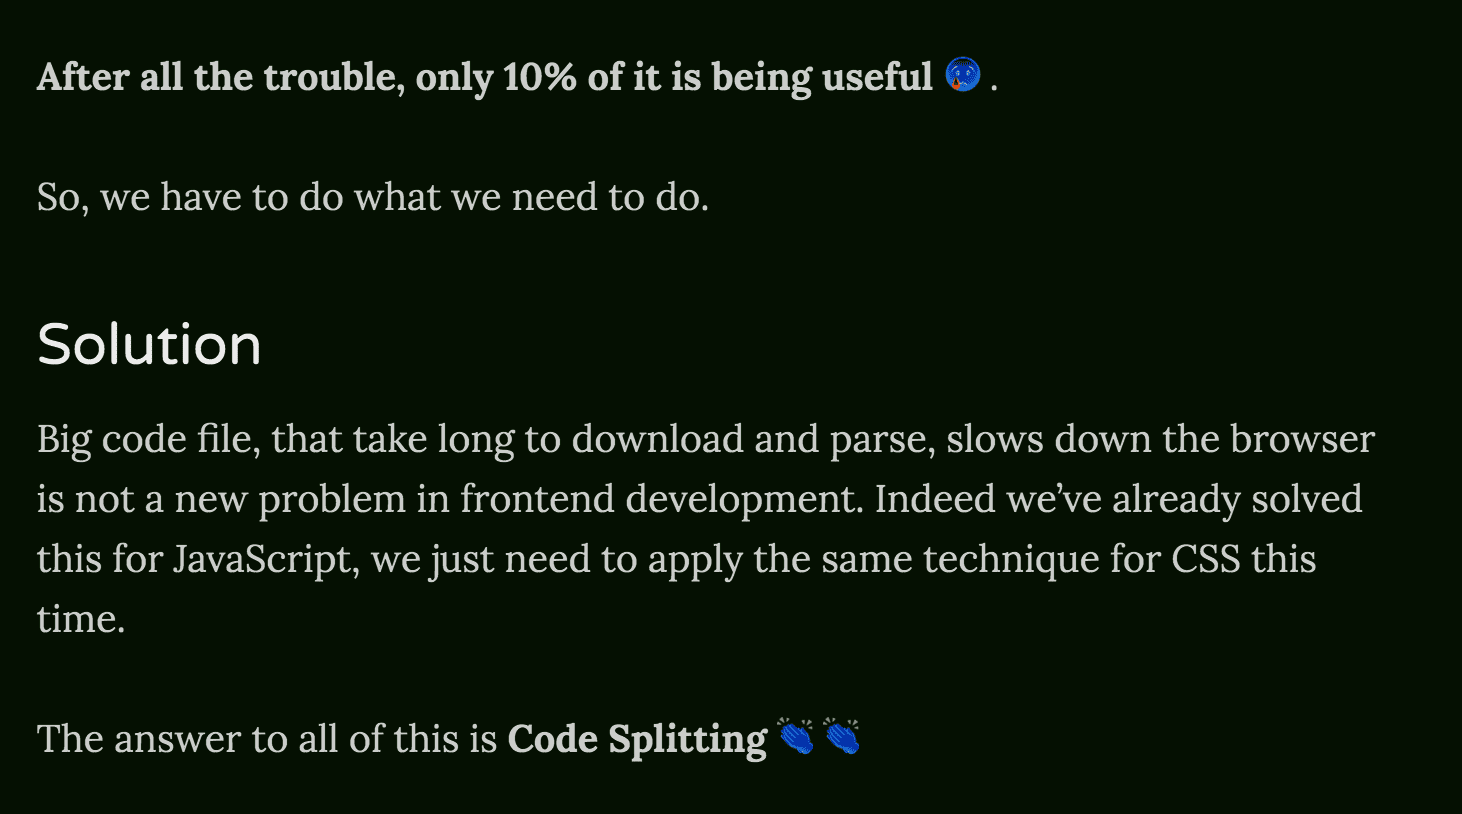 After all the trouble, only 10% of it is being useful 😢 .
So, we have to do what we need to do.
Solution
Big code file, that take long to download and parse, slows down the browser
is not a new problem in frontend development. Indeed we’ve already solved
this for JavaScript, we just need to apply the same technique for CSS this
time.
The answer to all of this is Code Splitting 👏 👏